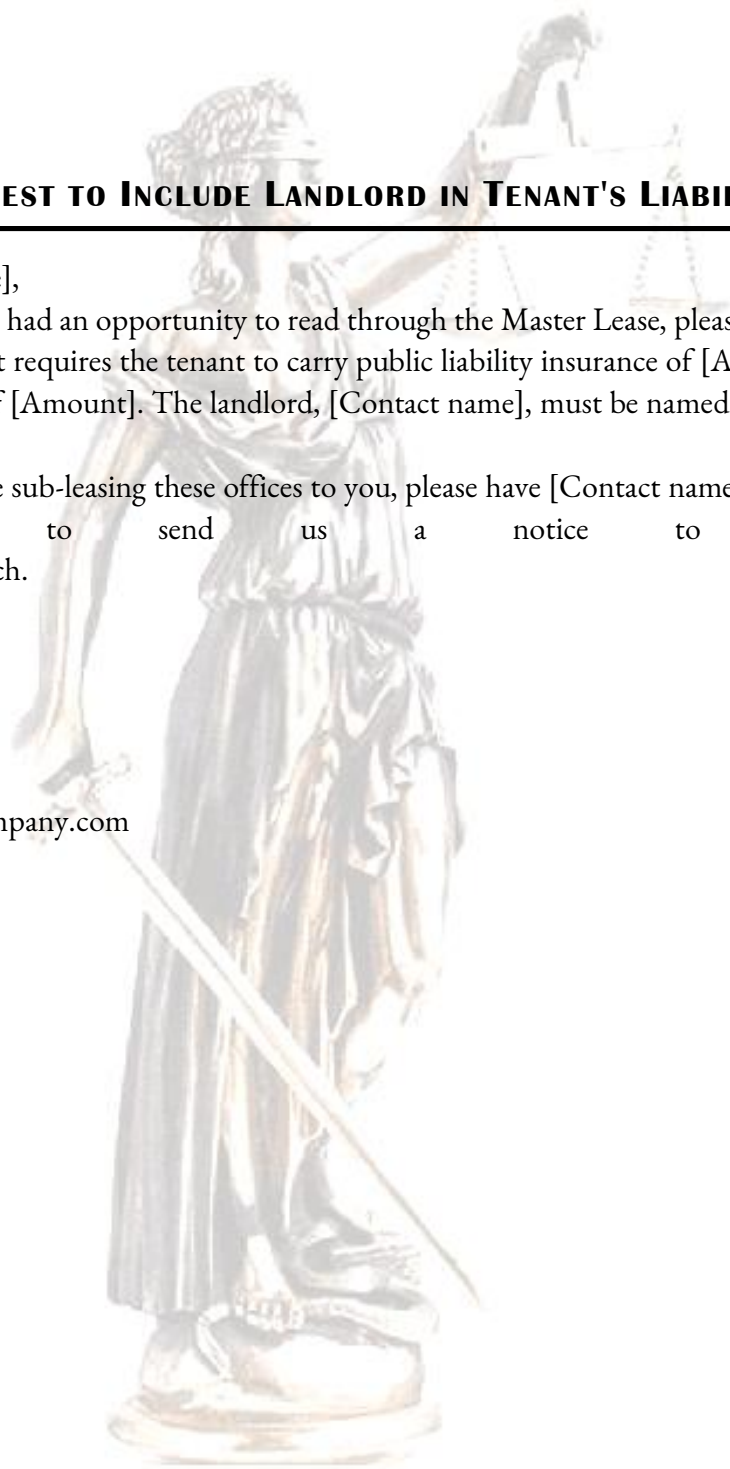 EST TO INCLUDE LANDLORD IN TENANT'S LIABI
],
had an opportunity to read through the Master Lease, pleas
t requires the tenant to carry public liability insurance of [A
f [Amount]. The landlord, [Contact name], must be named
e sub-leasing these offices to you, please have [Contact name
to send us a notice to
ch.
mpany.com